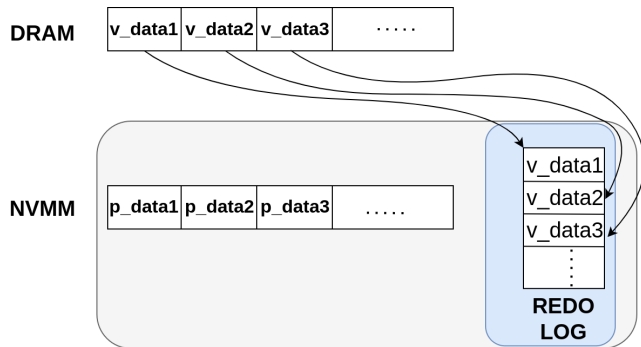 DRAM v_data1 v_data2 v_data3 .....
v_data1
NVMM p_data1 p_data2 p_data3 .....
v_data2
v_data3
REDO
LOG